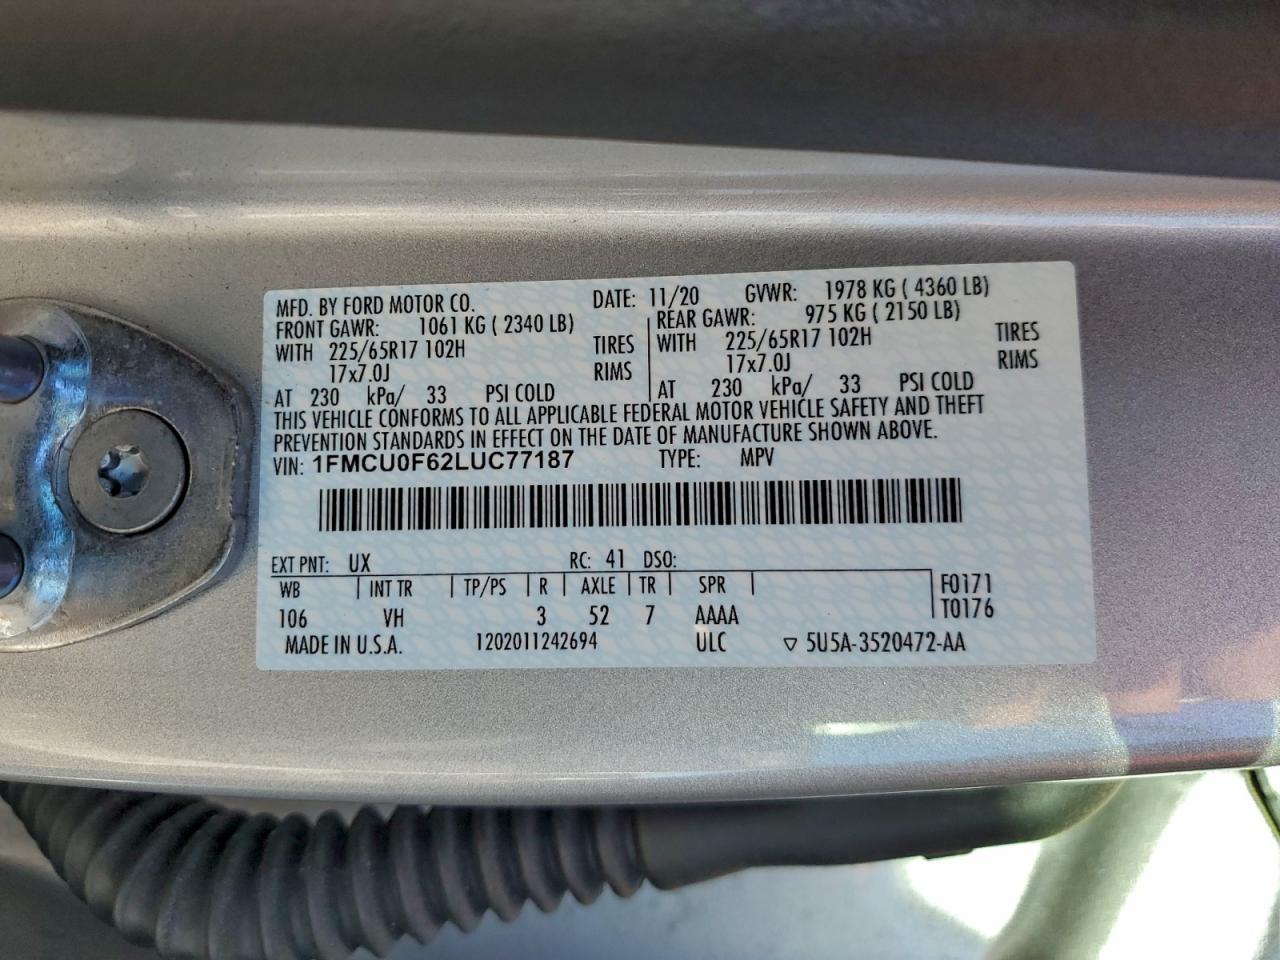 MFD. BY FORD MOTOR CO. DATE: 11/20 GVWR: 1978 KG ( 4360 LB)
FRONT GAWR: 1061 KG ( 2340 LB) REAR GAWR: 975 KG ( 2150 LB)
WITH 225/65R17 102H TIRES WITH 225/65R17 102H TIRES
17x7.0J RIMS 17x7.0J RIMS
AT 230 kPa/ 33 PSI COLD AT 230 kPa/ 33 PSI COLD
THIS VEHICLE CONFORMS TO ALL APPLICABLE FEDERAL MOTOR VEHICLE SAFETY AND THEFT
PREVENTION STANDARDS IN EFFECT ON THE DATE OF MANUFACTURE SHOWN ABOVE.
VIN: 1FMCU0F62LUC77187 TYPE: MPV
EXT PNT: UX RC: 41 DSO:
WB INT TR TP/PS R AXLE TR SPR F0171
106 VH 3 52 7 AAAA T0176
MADE IN U.S.A. 1202011242694 ULC ▽ 5U5A-3520472-AA